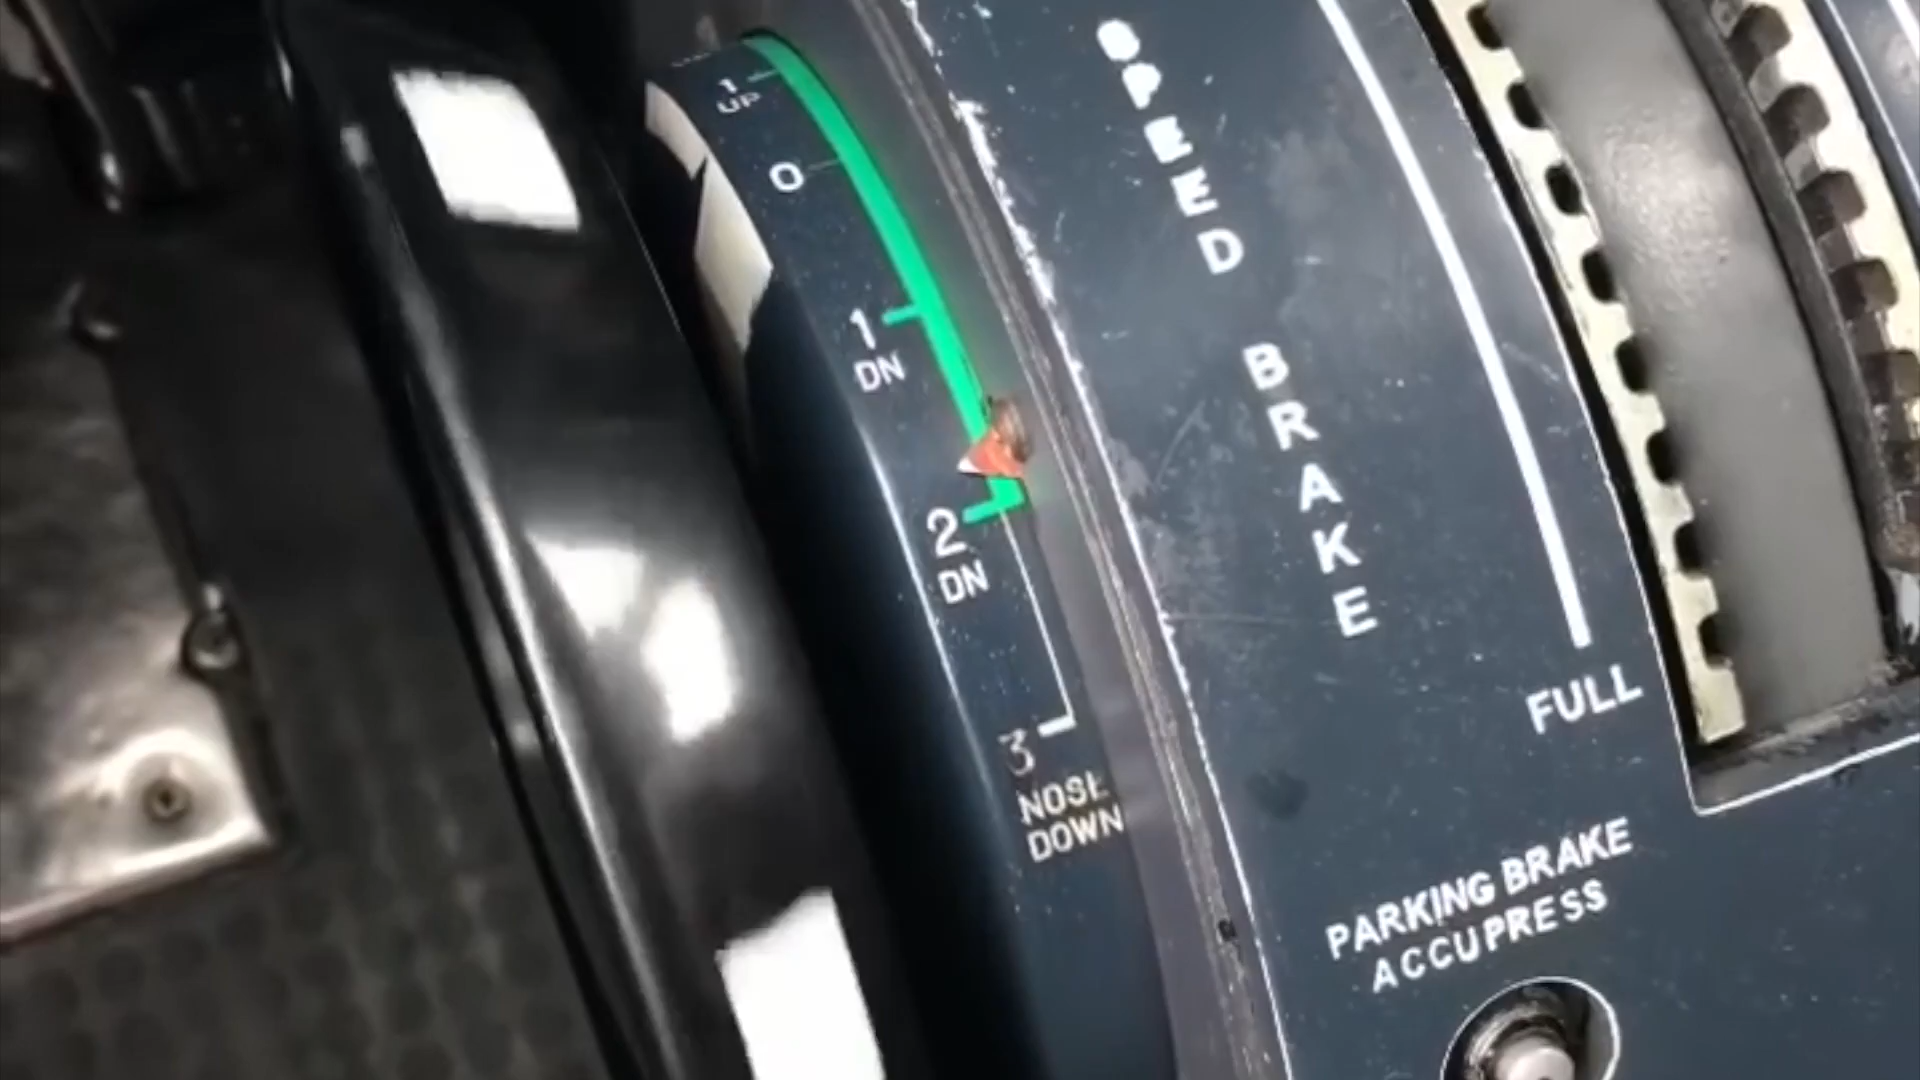 1
UP
0
1
DN
2
DN
3
NOSE
DOWN
SPEED BRAKE
FULL
PARKING BRAKE
ACCUPRESS